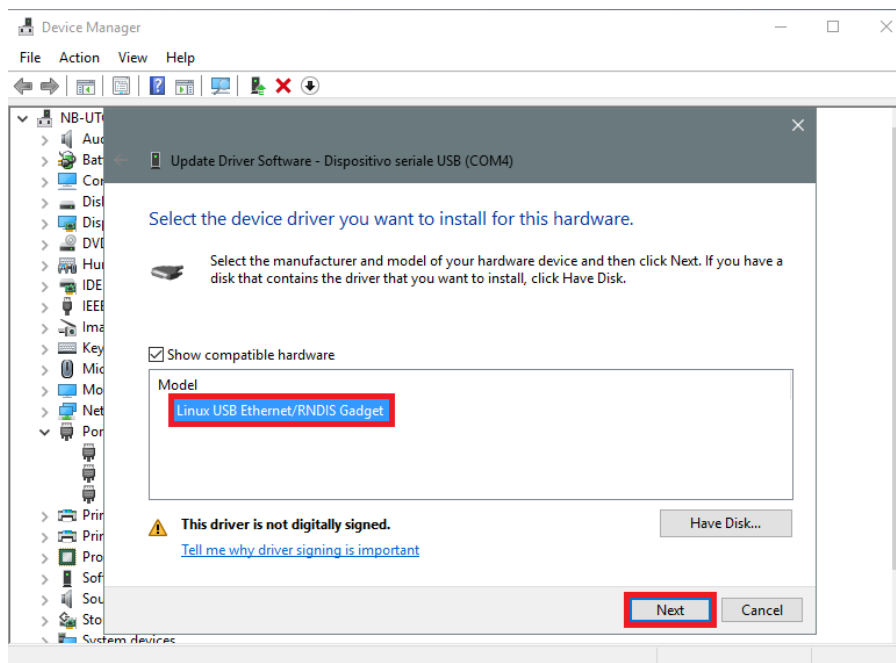 Device Manager
File Action View Help
NB-UT
Aud
Bat
Update Driver Software - Dispositivo seriale USB (COM4)
Con
Disk
Disp
Select the device driver you want to install for this hardware.
DVD
Hur
Select the manufacturer and model of your hardware device and then click Next. If you have a
disk that contains the driver that you want to install, click Have Disk.
IDE
IEEE
Ima
Key
Show compatible hardware
Mic
Mo
Model
Net
Linux USB Ethernet/RNDIS Gadget
Por
Prin
This driver is not digitally signed.
Have Disk...
Prin
Tell me why driver signing is important
Pro
Sof
Sou
Next
Cancel
Sto
System devices